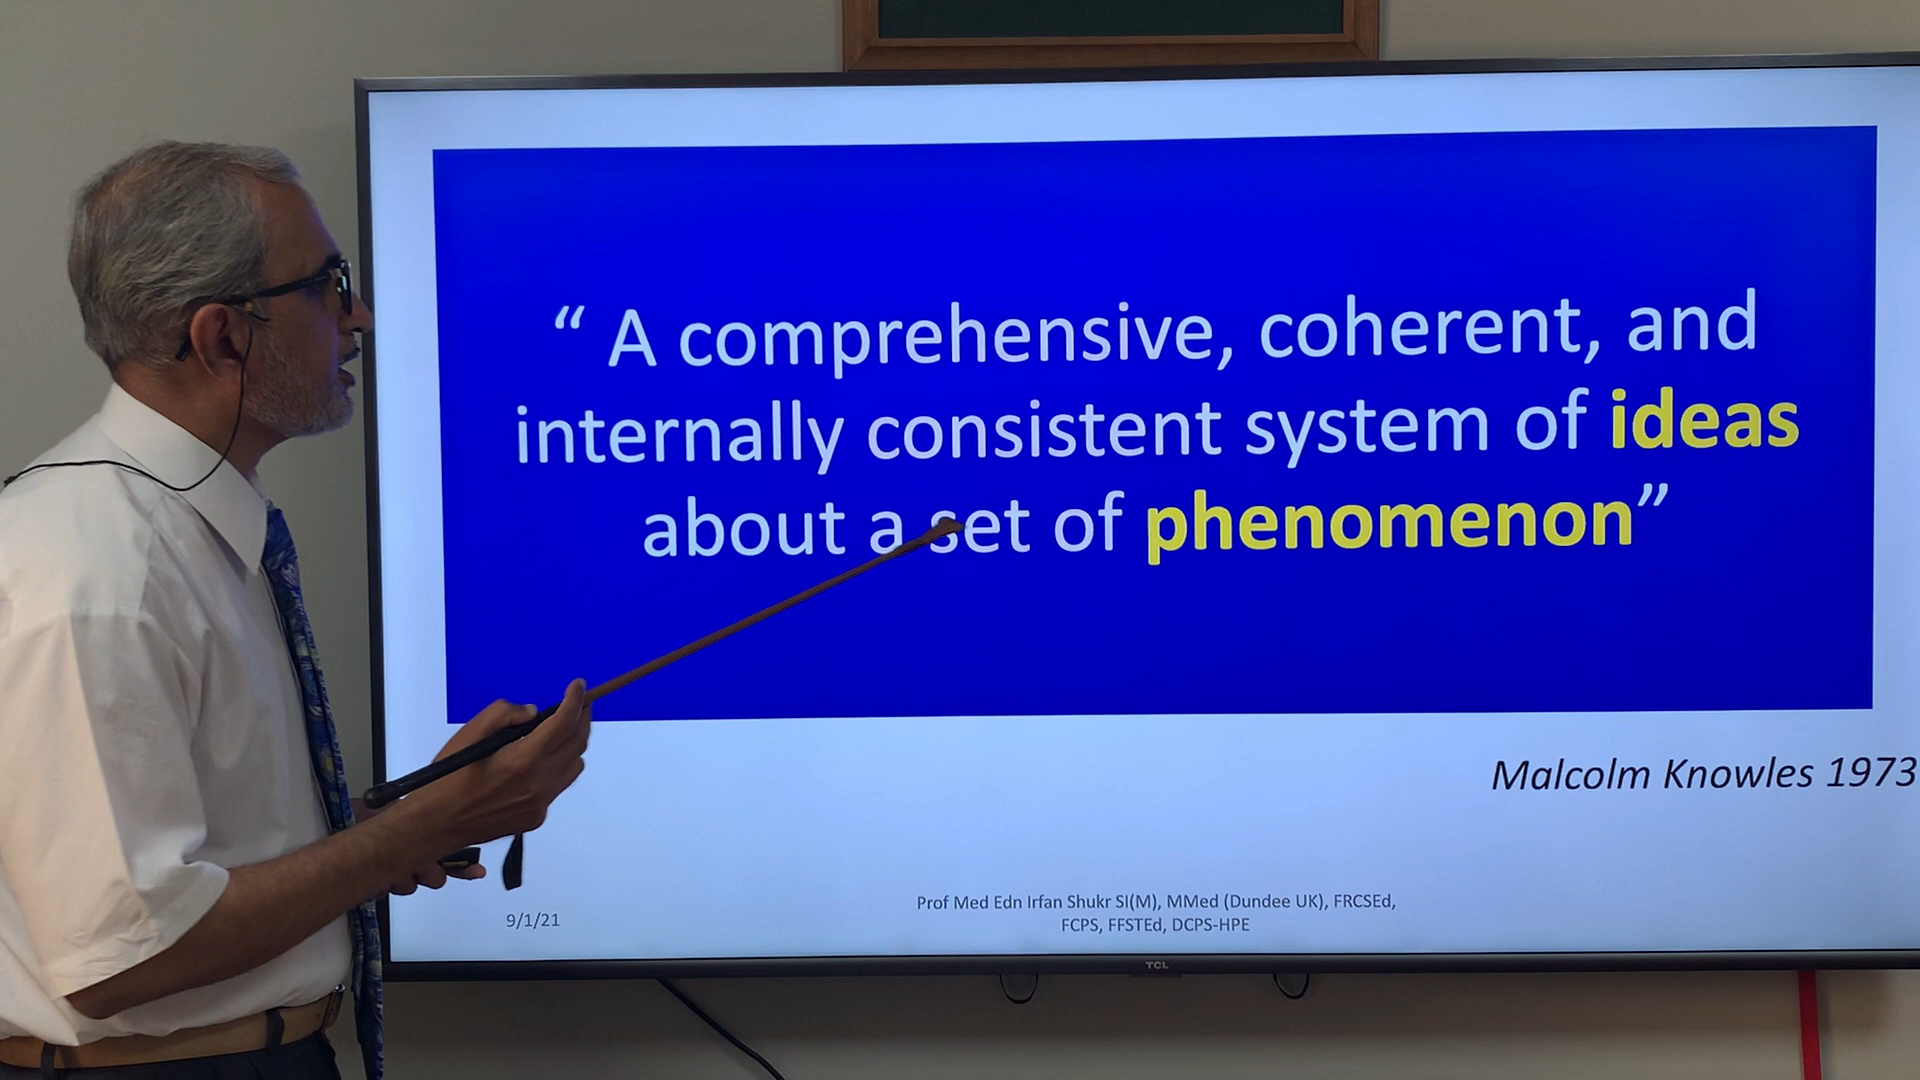 “ A comprehensive, coherent, and
internally consistent system of ideas
about a set of phenomenon”
Malcolm Knowles 1973
9/1/21
Prof Med Edn Irfan Shukr SI(M), MMed (Dundee UK), FRCSEd,
FCPS, FFSTEd, DCPS-HPE
TCL